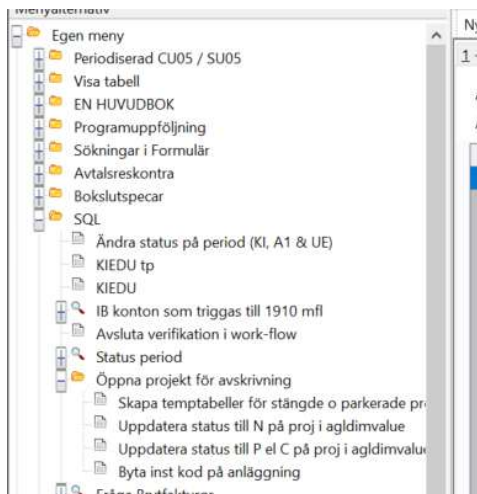 Menyalternativ
Egen meny
Periodiserad CU05 / SU05
Visa tabell
EN HUVUDBOK
Programuppföljning
Sökningar i Formulär
Avtalsreskontra
Bokslutspecar
SQL
Ändra status på period (KI, A1 & UE)
KIEDU tp
KIEDU
IB konton som triggas till 1910 mfl
Avsluta verifikation i work-flow
Status period
Öppna projekt för avskrivning
Skapa temptabeller för stängde o parkerade pr
Uppdatera status till N på proj i agldimvalue
Uppdatera status till P el C på proj i agldimvalue
Byta inst kod på anläggning
Fråga
Ny
1